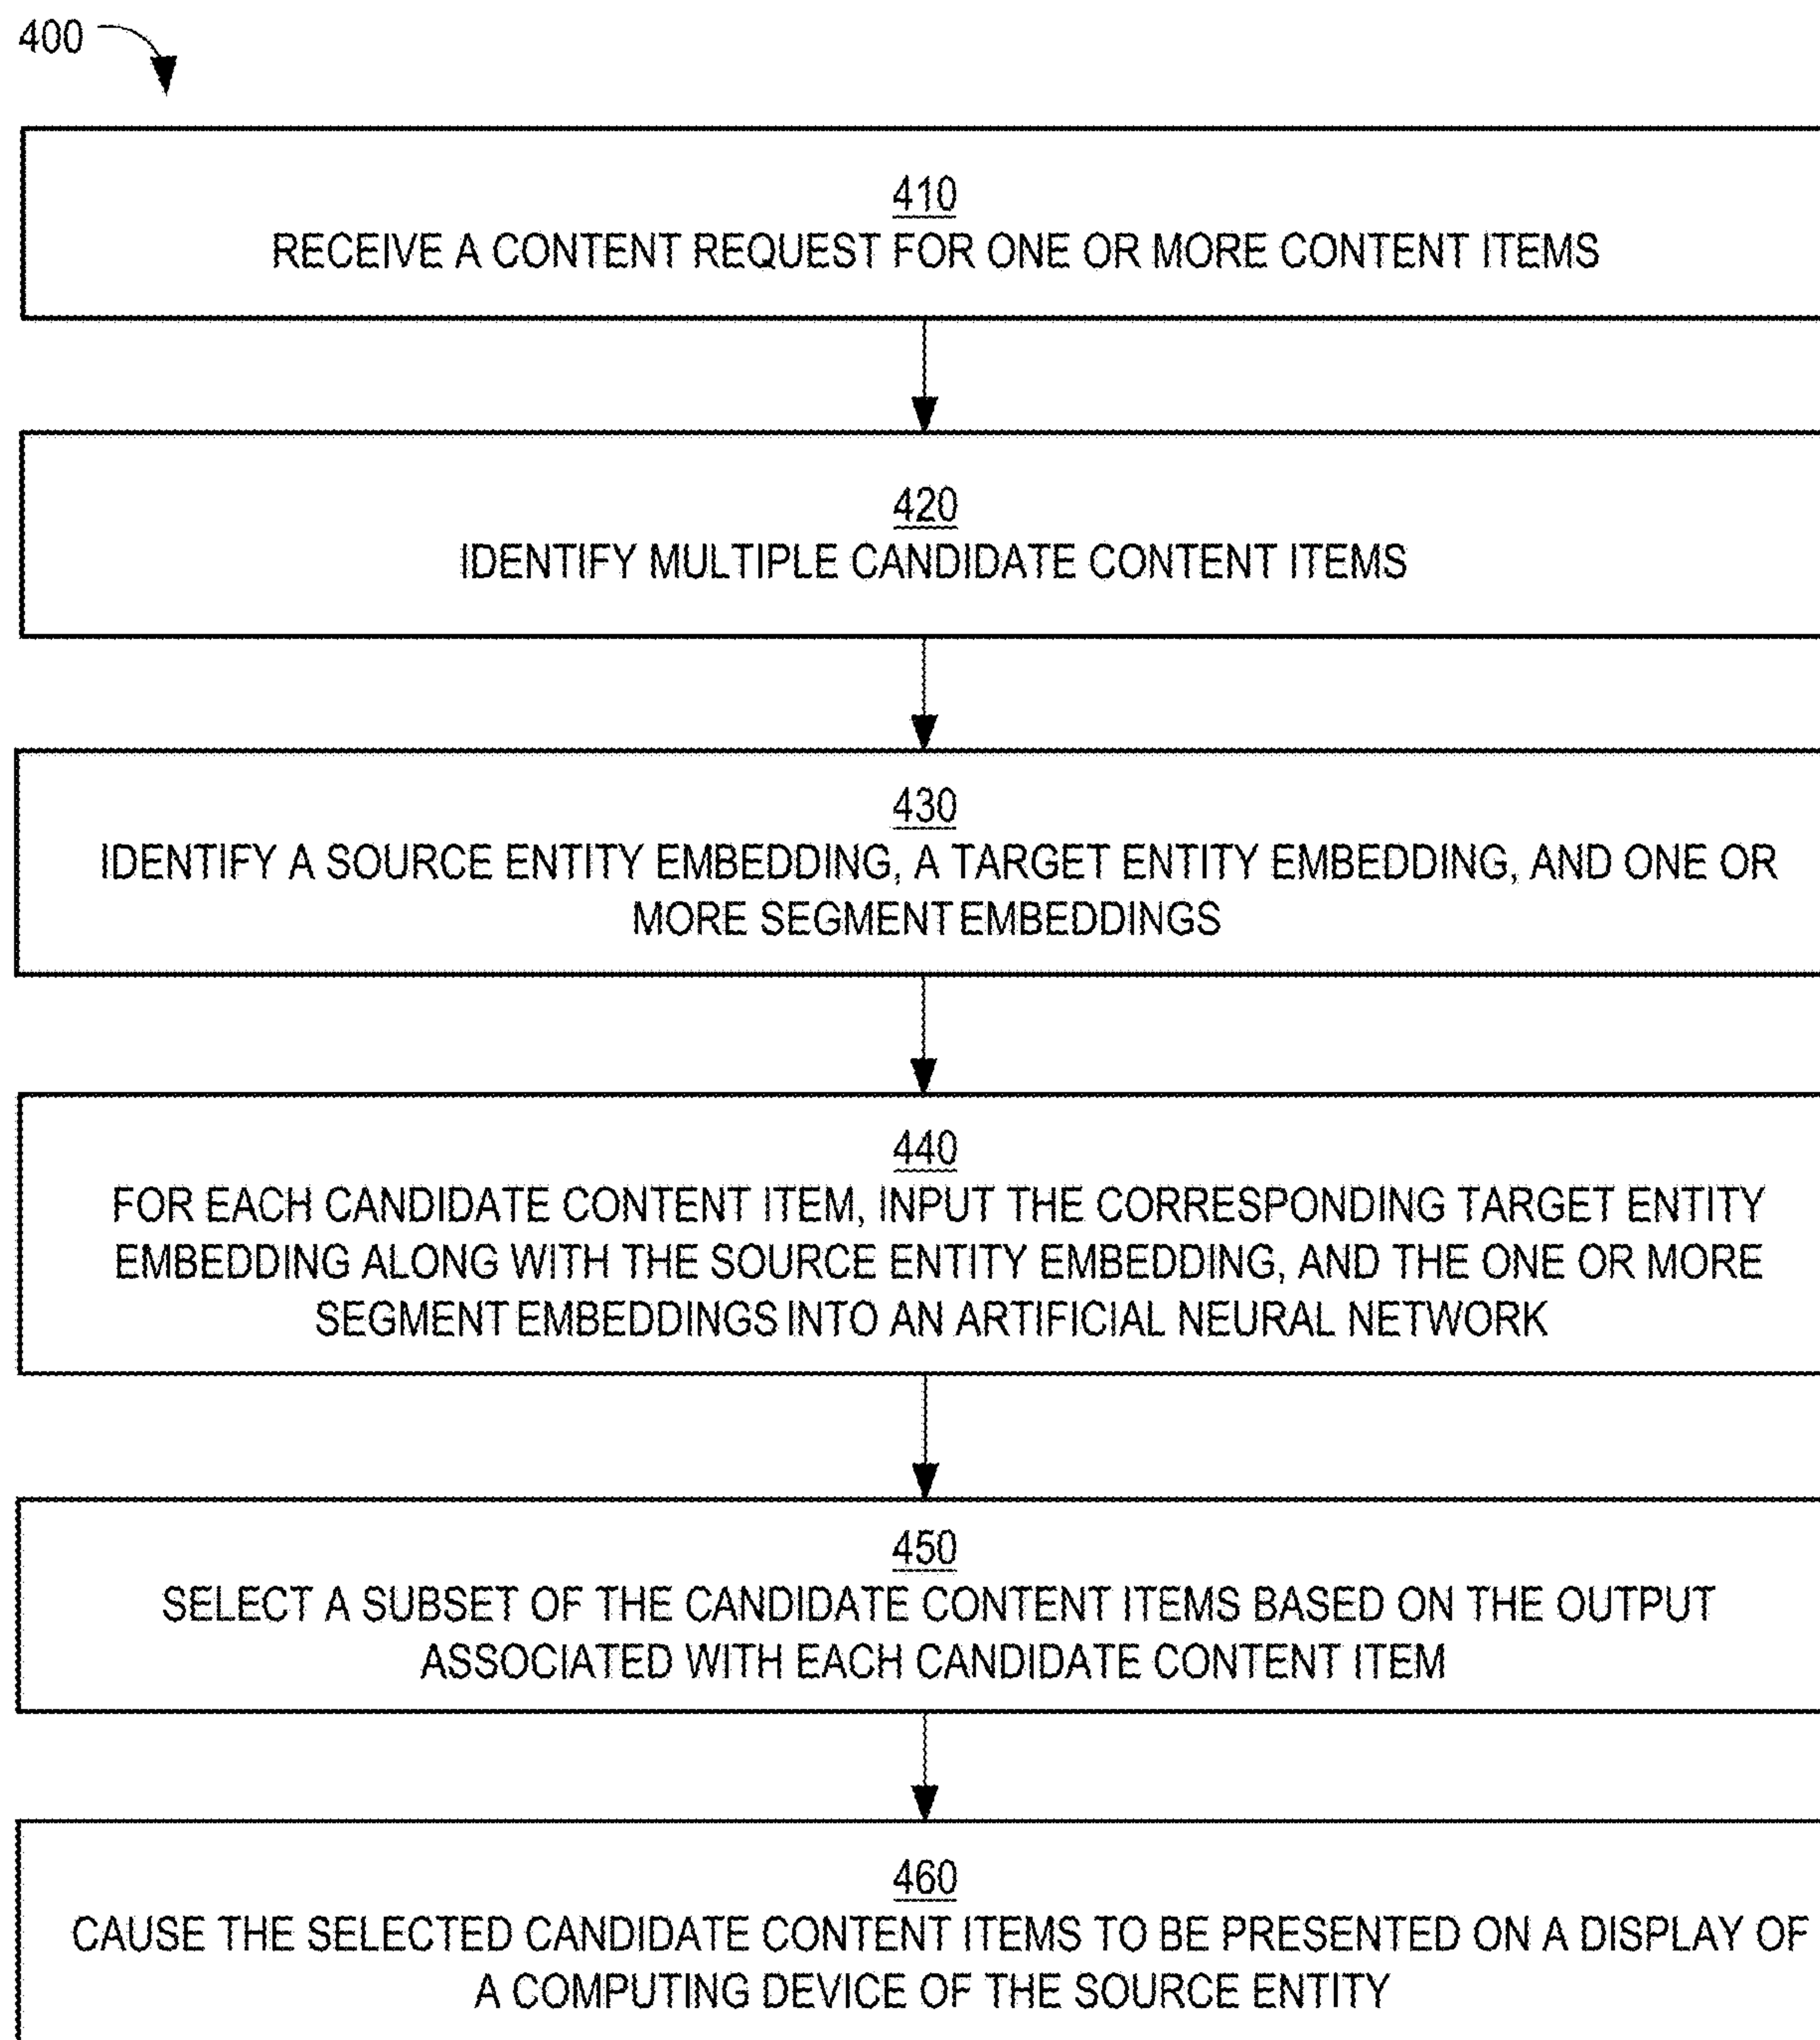 400
410
RECEIVE A CONTENT REQUEST FOR ONE OR MORE CONTENT ITEMS
420
IDENTIFY MULTIPLE CANDIDATE CONTENT ITEMS
430
IDENTIFY A SOURCE ENTITY EMBEDDING, A TARGET ENTITY EMBEDDING, AND ONE OR
MORE SEGMENT EMBEDDINGS
440
FOR EACH CANDIDATE CONTENT ITEM, INPUT THE CORRESPONDING TARGET ENTITY
EMBEDDING ALONG WITH THE SOURCE ENTITY EMBEDDING, AND THE ONE OR MORE
SEGMENT EMBEDDINGS INTO AN ARTIFICIAL NEURAL NETWORK
450
SELECT A SUBSET OF THE CANDIDATE CONTENT ITEMS BASED ON THE OUTPUT
ASSOCIATED WITH EACH CANDIDATE CONTENT ITEM
460
CAUSE THE SELECTED CANDIDATE CONTENT ITEMS TO BE PRESENTED ON A DISPLAY OF
A COMPUTING DEVICE OF THE SOURCE ENTITY